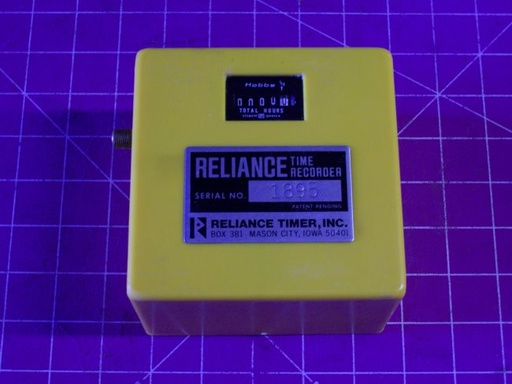 Hobbs
TOTAL HOURS
RELIANCE TIME
RECORDER
SERIAL NO. 1895
PATENT PENDING
RELIANCE TIMER, INC.
BOX 381 MASON CITY, IOWA 50401